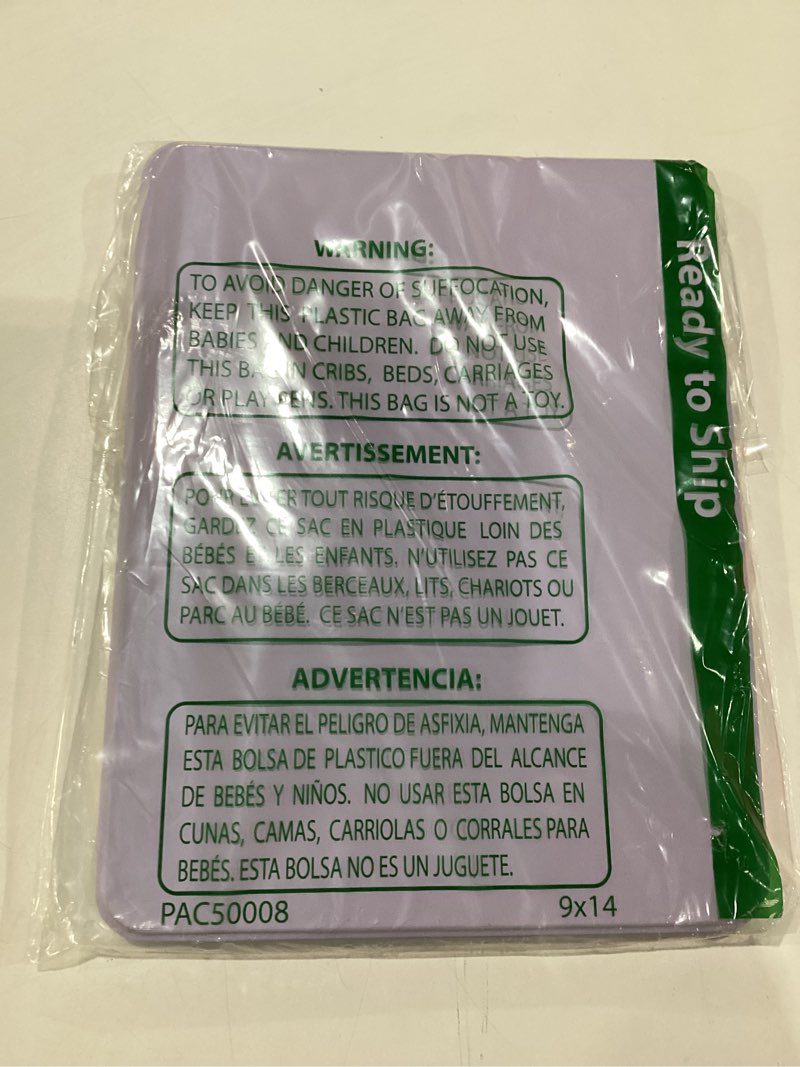 WARNING:
TO AVOID DANGER OF SUFFOCATION,
KEEP THIS PLASTIC BAG AWAY FROM
BABIES AND CHILDREN. DO NOT USE
THIS BAG IN CRIBS, BEDS, CARRIAGES
OR PLAY PENS. THIS BAG IS NOT A TOY.
AVERTISSEMENT:
POUR EVITER TOUT RISQUE D'ÉTOUFFEMENT,
GARDEZ CE SAC EN PLASTIQUE LOIN DES
BÉBÉS ET LES ENFANTS. N'UTILISEZ PAS CE
SAC DANS LES BERCEAUX, LITS, CHARIOTS OU
PARC AU BÉBÉ. CE SAC N'EST PAS UN JOUET.
ADVERTENCIA:
PARA EVITAR EL PELIGRO DE ASFIXIA, MANTENGA
ESTA BOLSA DE PLASTICO FUERA DEL ALCANCE
DE BEBÉS Y NIÑOS. NO USAR ESTA BOLSA EN
CUNAS, CAMAS, CARRIOLAS O CORRALES PARA
BEBÉS. ESTA BOLSA NO ES UN JUGUETE.
PAC50008 9x14
Ready to Ship